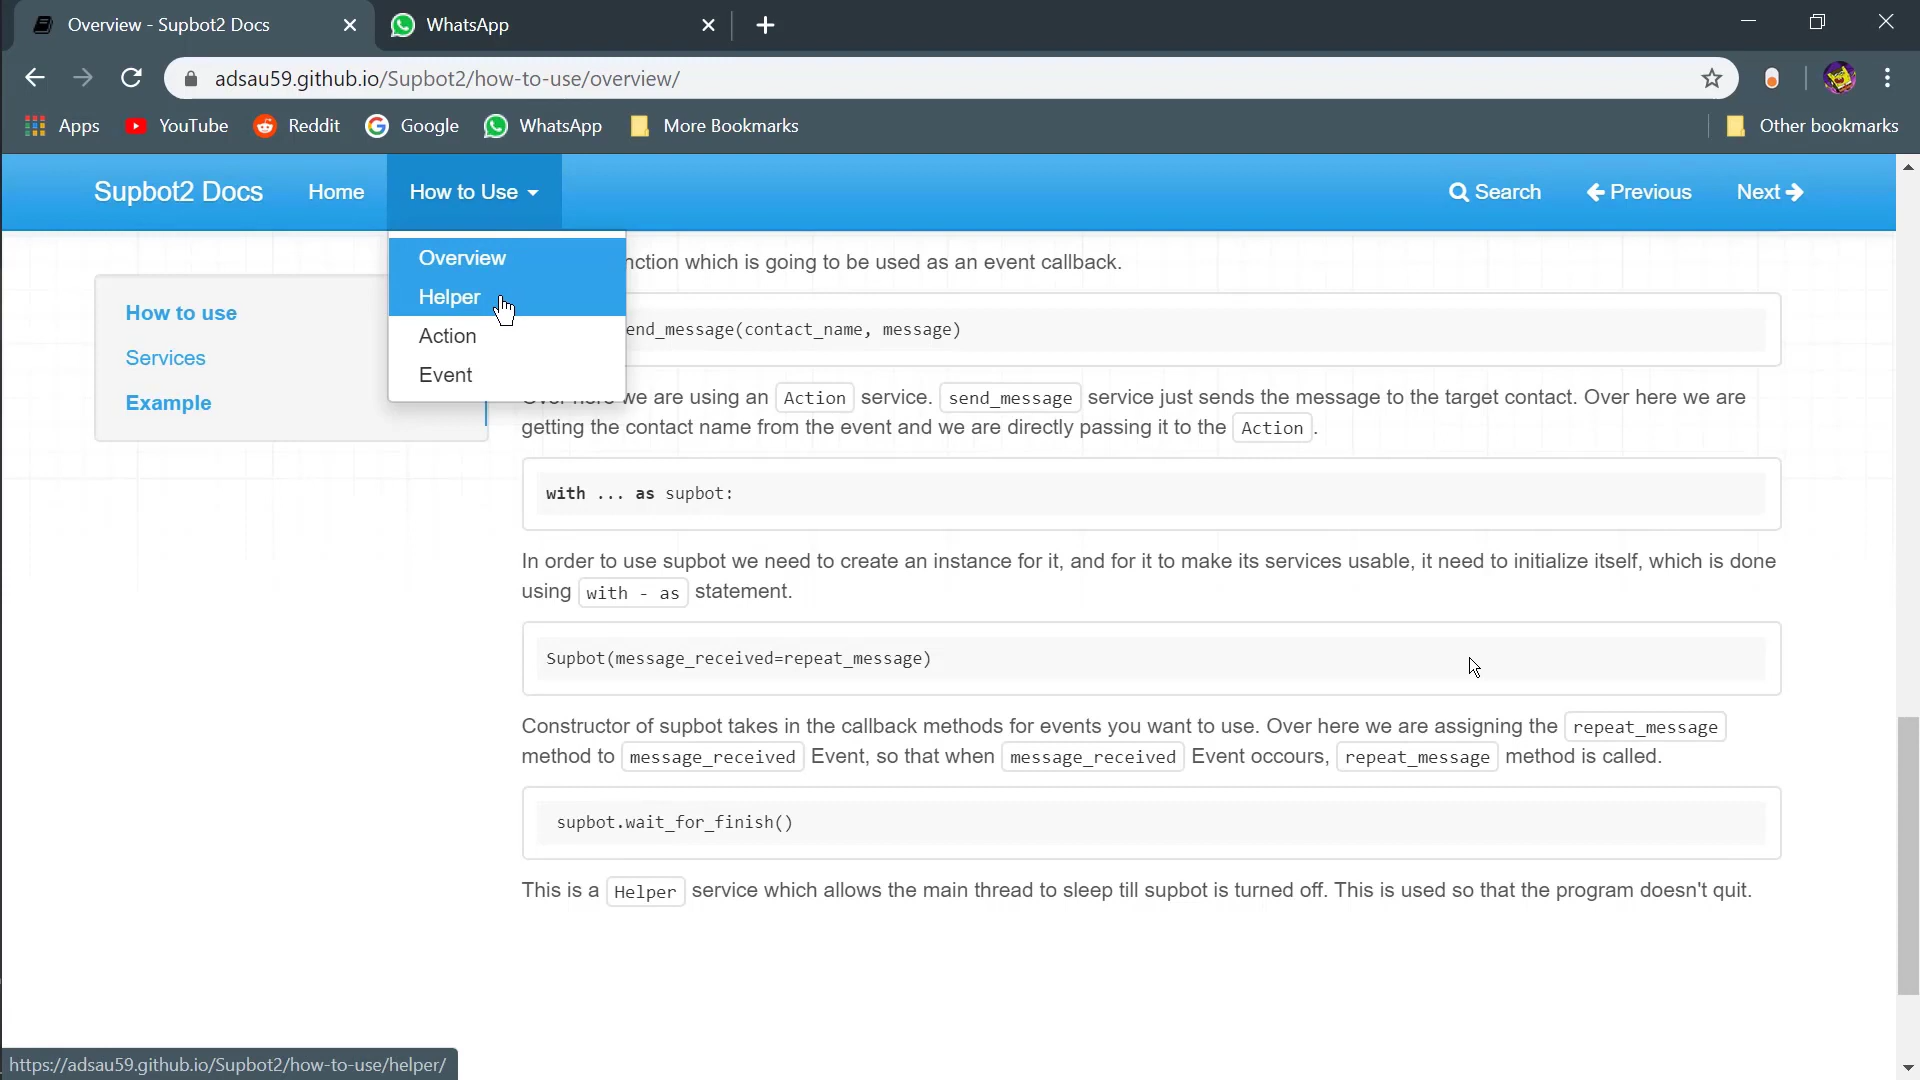 Overview - Supbot2 Docs
WhatsApp
adsau59.github.io/Supbot2/how-to-use/overview/
Apps YouTube Reddit Google WhatsApp More Bookmarks Other bookmarks
Supbot2 Docs Home How to Use Search Previous Next
Overview
Helper
Action
Event
How to use
Services
Example
nction which is going to be used as an event callback.
end_message(contact_name, message)
we are using an Action service. send_message service just sends the message to the target contact. Over here we are
getting the contact name from the event and we are directly passing it to the Action .
with ... as supbot:
In order to use supbot we need to create an instance for it, and for it to make its services usable, it need to initialize itself, which is done
using with - as statement.
Supbot(message_received=repeat_message)
Constructor of supbot takes in the callback methods for events you want to use. Over here we are assigning the repeat_message
method to message_received Event, so that when message_received Event occours, repeat_message method is called.
supbot.wait_for_finish()
This is a Helper service which allows the main thread to sleep till supbot is turned off. This is used so that the program doesn't quit.
https://adsau59.github.io/Supbot2/how-to-use/helper/